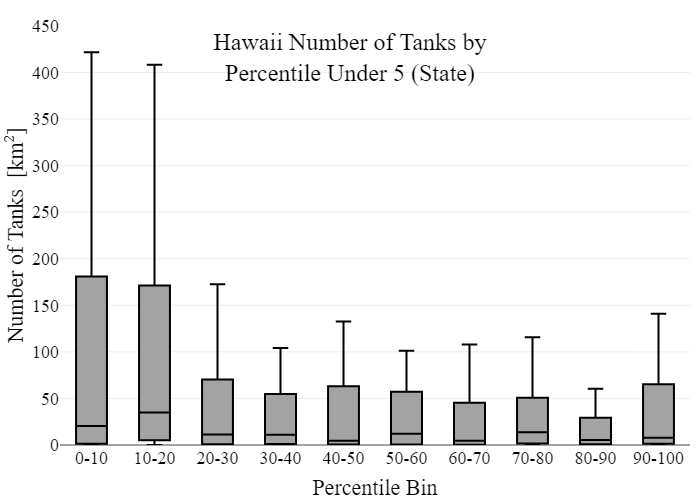 Hawaii Number of Tanks by
Percentile Under 5 (State)
Number of Tanks [km²]
450
400
350
300
250
200
150
100
50
0
0-10 10-20 20-30 30-40 40-50 50-60 60-70 70-80 80-90 90-100
Percentile Bin